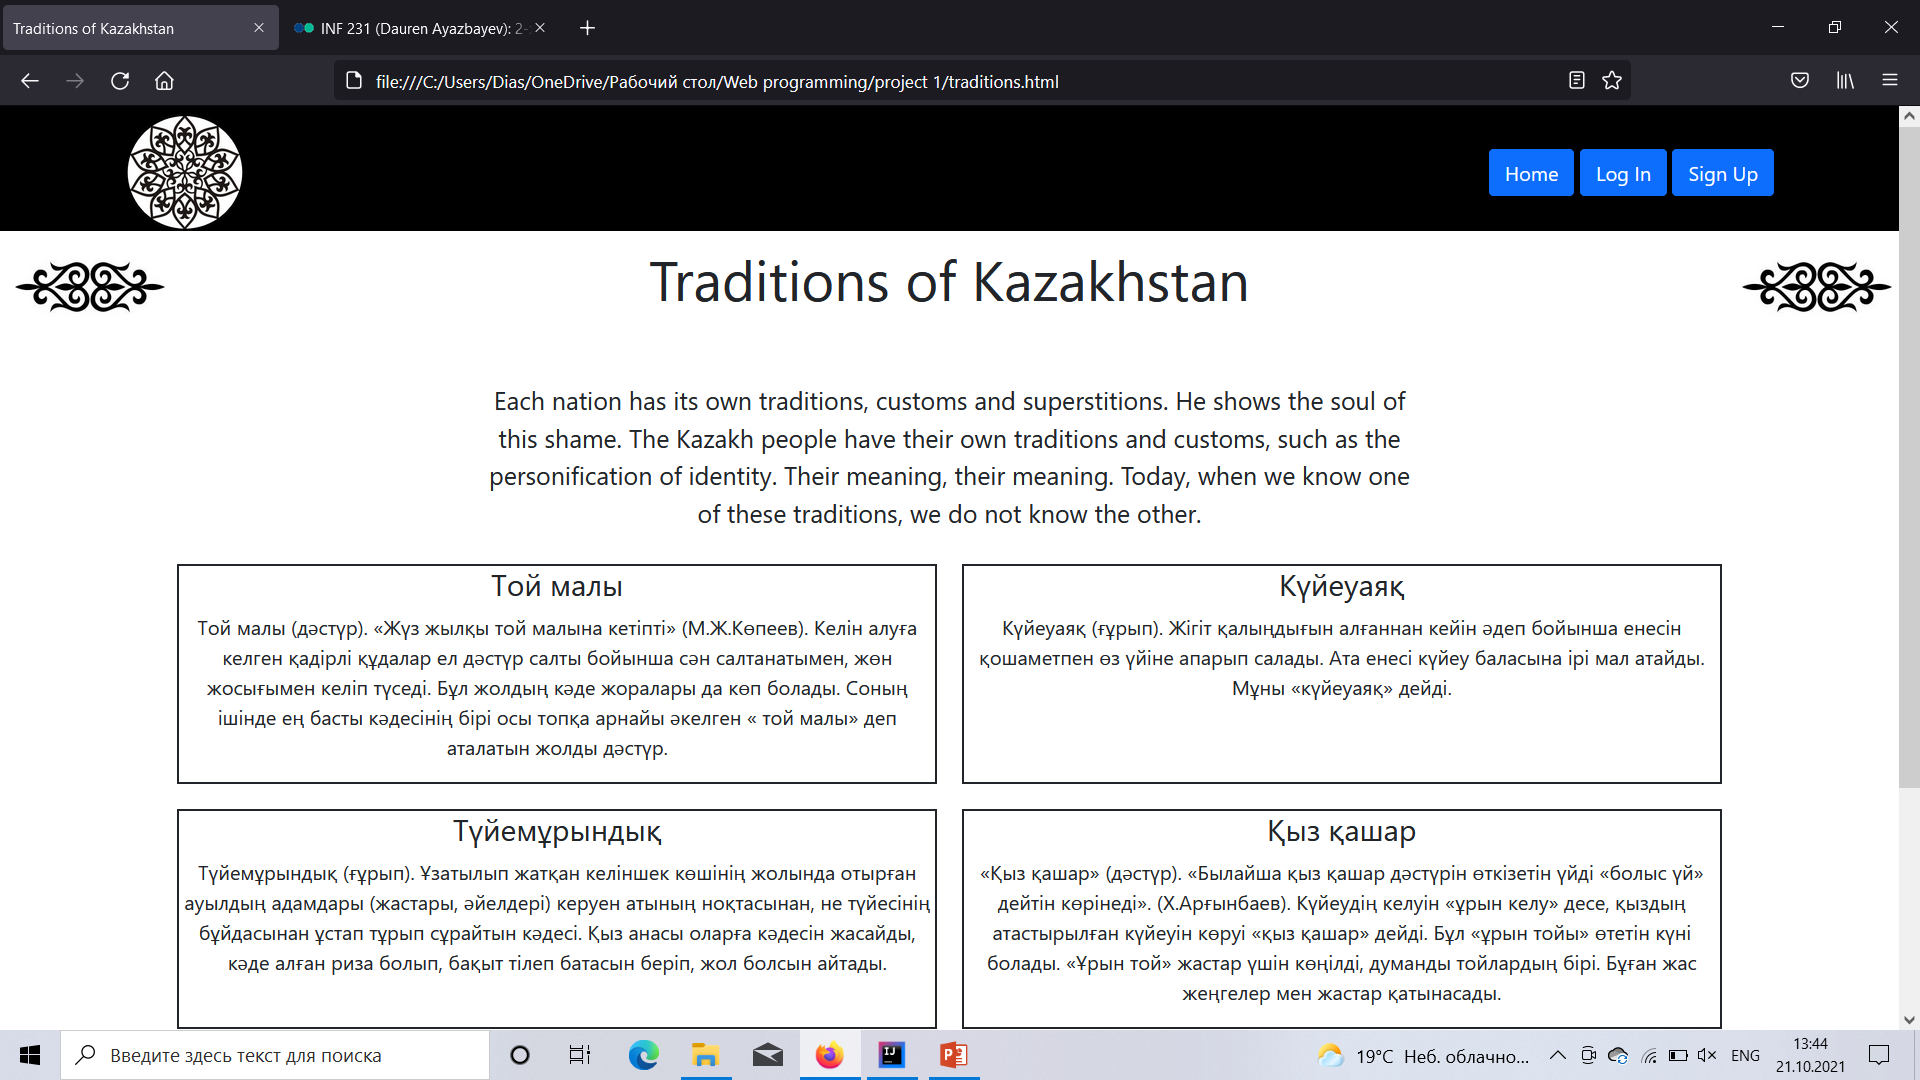 Traditions of Kazakhstan
INF 231 (Dauren Ayazbayev): 2-
file:///C:/Users/Dias/OneDrive/Рабочий стол/Web programming/project 1/traditions.html
Home Log In Sign Up
Traditions of Kazakhstan
Each nation has its own traditions, customs and superstitions. He shows the soul of
this shame. The Kazakh people have their own traditions and customs, such as the
personification of identity. Their meaning, their meaning. Today, when we know one
of these traditions, we do not know the other.
Той малы
Той малы (дәстүр). «Жүз жылқы той малына кетіпті» (М.Ж.Көпеев). Келін алуға
келген қадірлі құдалар ел дәстүр салты бойынша сән салтанатымен, жөн
жосығымен келіп түседі. Бұл жолдың кәде жоралары да көп болады. Соның
ішінде ең басты кәдесінің бірі осы топқа арнайы әкелген « той малы» деп
аталатын жолды дәстүр.
Күйеуаяқ
Күйеуаяқ (ғұрып). Жігіт қалыңдығын алғаннан кейін әдеп бойынша енесін
қошаметпен өз үйіне апарып салады. Ата енесі күйеу баласына ірі мал атайды.
Мұны «күйеуаяқ» дейді.
Түйемұрындық
Түйемұрындық (ғұрып). Ұзатылып жатқан келіншек көшінің жолында отырған
ауылдың адамдары (жастары, әйелдері) керуен атының ноқтасынан, не түйесінің
бұйдасынан ұстап тұрып сұрайтын кәдесі. Қыз анасы оларға кәдесін жасайды,
кәде алған риза болып, бақыт тілеп батасын беріп, жол болсын айтады.
Қыз қашар
«Қыз қашар» (дәстүр). «Былайша қыз қашар дәстүрін өткізетін үйді «болыс үй»
дейтін көрінеді». (Х.Арғынбаев). Күйеудің келуін «ұрын келу» десе, қыздың
атастырылған күйеуін көруі «қыз қашар» дейді. Бұл «ұрын тойы» өтетін күні
болады. «Ұрын той» жастар үшін көңілді, думанды тойлардың бірі. Бұған жас
жеңгелер мен жастар қатынасады.
Введите здесь текст для поиска
19°C Неб. облачно...
ENG
13:44
21.10.2021